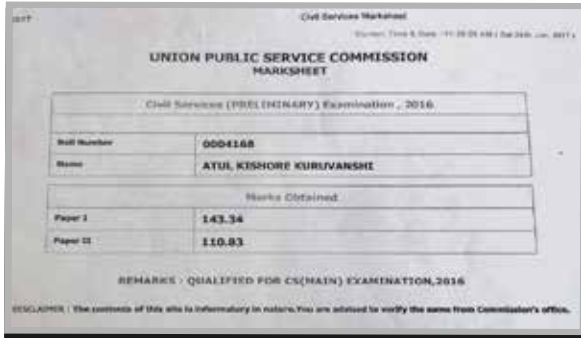 Civil Services Marksheet
UNION PUBLIC SERVICE COMMISSION
MARKSHEET
Civil Services (PRELIMINARY) Examination , 2016
Roll Number 0004168
Name ATUL KISHORE KURUVANSHI
Marks Obtained
Paper I 143.34
Paper II 110.83
REMARKS : QUALIFIED FOR CS(MAIN) EXAMINATION,2016
DISCLAIMER : The contents of this site is informatory in nature.You are advised to verify the same from Commission's office.